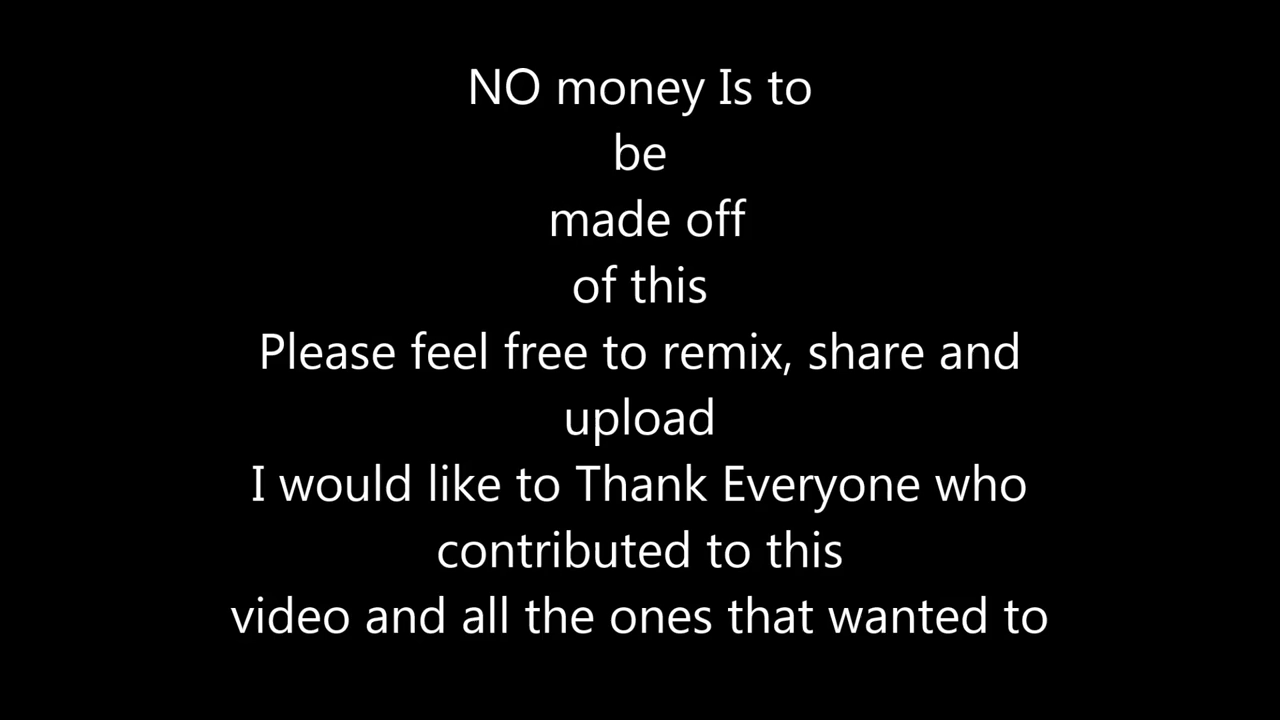 NO money Is to
be
made off
of this
Please feel free to remix, share and
upload
I would like to Thank Everyone who
contributed to this
video and all the ones that wanted to